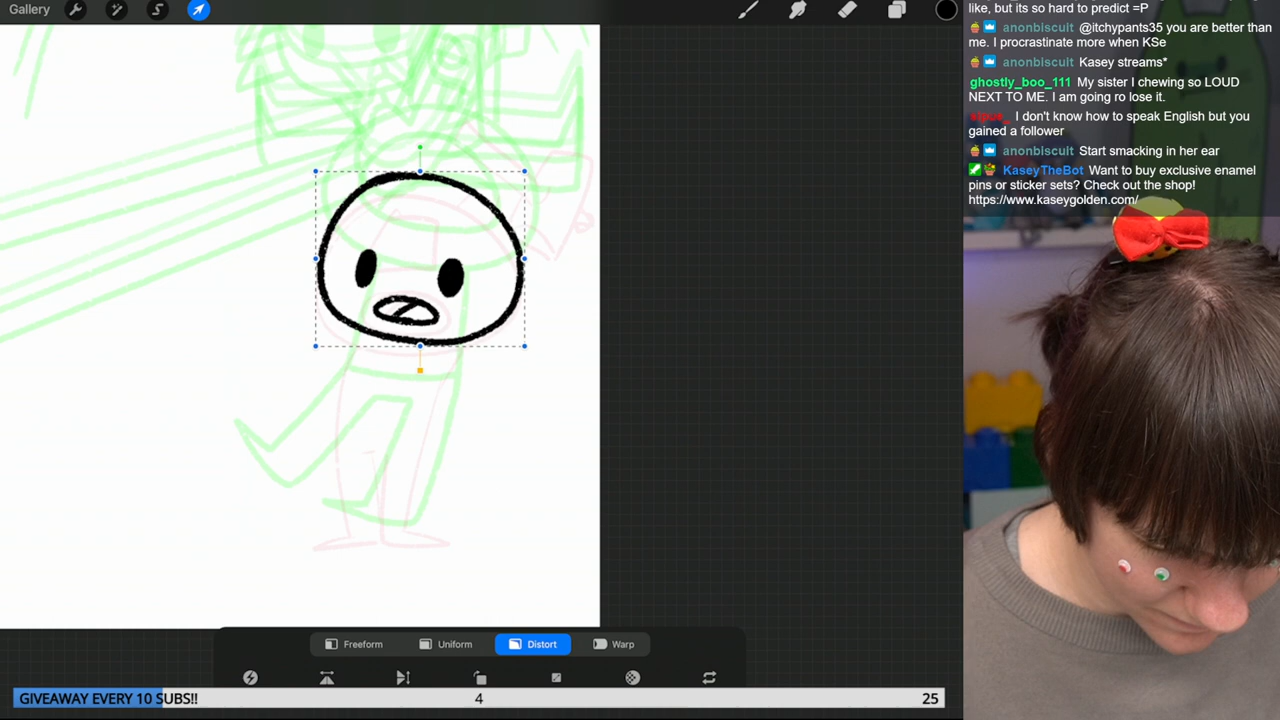 Gallery
like, but its so hard to predict =P
anonbiscuit @itchypants35 you are better than
me. I procrastinate more when KSe
anonbiscuit Kasey streams*
ghostly_boo_111 My sister I chewing so LOUD
NEXT TO ME. I am going ro lose it.
I don't know how to speak English but you
gained a follower
anonbiscuit Start smacking in her ear
KaseyTheBot Want to buy exclusive enamel
pins or sticker sets? Check out the shop!
https://www.kaseygolden.com/
Freeform Uniform Distort Warp
GIVEAWAY EVERY 10 SUBS!! 4 25